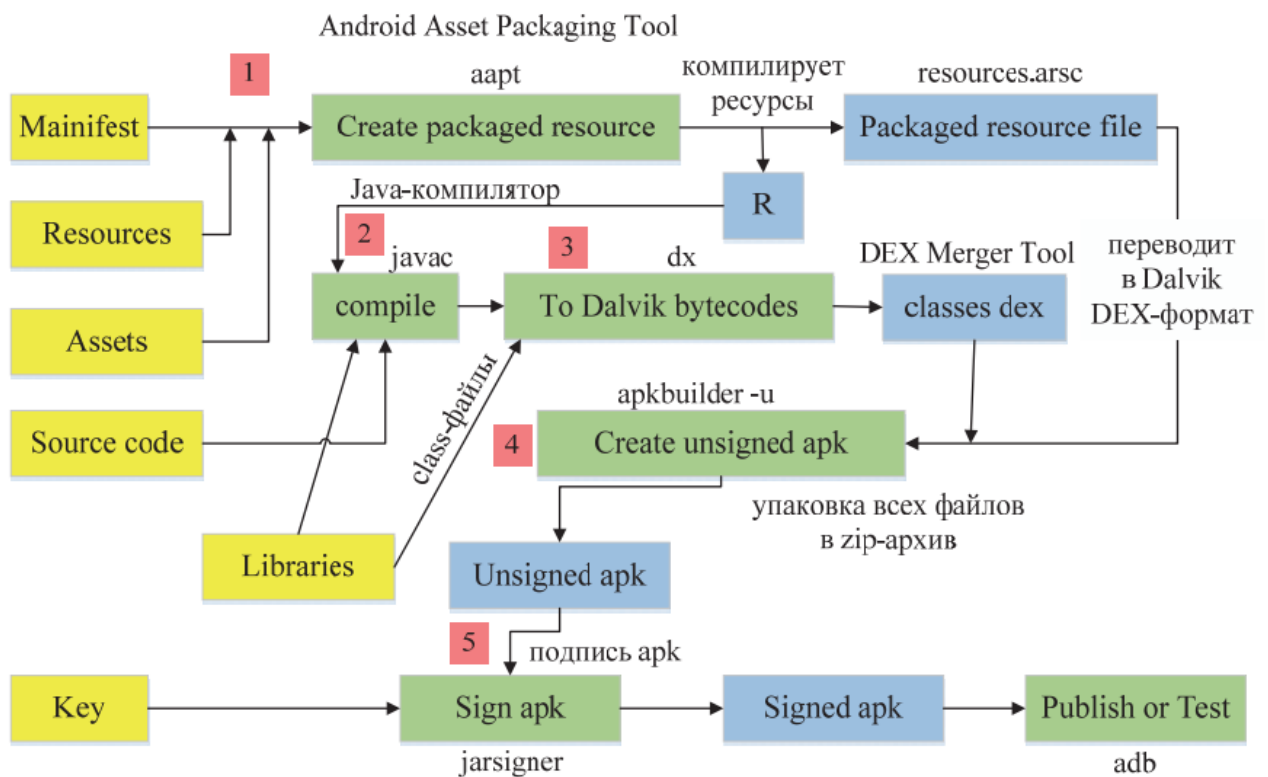 Android Asset Packaging Tool
1
aapt
компилирует
ресурсы
resources.arsc
Mainifest
Create packaged resource
Packaged resource file
Java-компилятор
R
Resources
2
javac
3
dx
DEX Merger Tool
переводит
в Dalvik
DEX-формат
compile
To Dalvik bytecodes
classes dex
Assets
class-файлы
apkbuilder -u
Source code
4
Create unsigned apk
упаковка всех файлов
в zip-архив
Libraries
Unsigned apk
5
подпись apk
Key
Sign apk
Signed apk
Publish or Test
jarsigner
adb